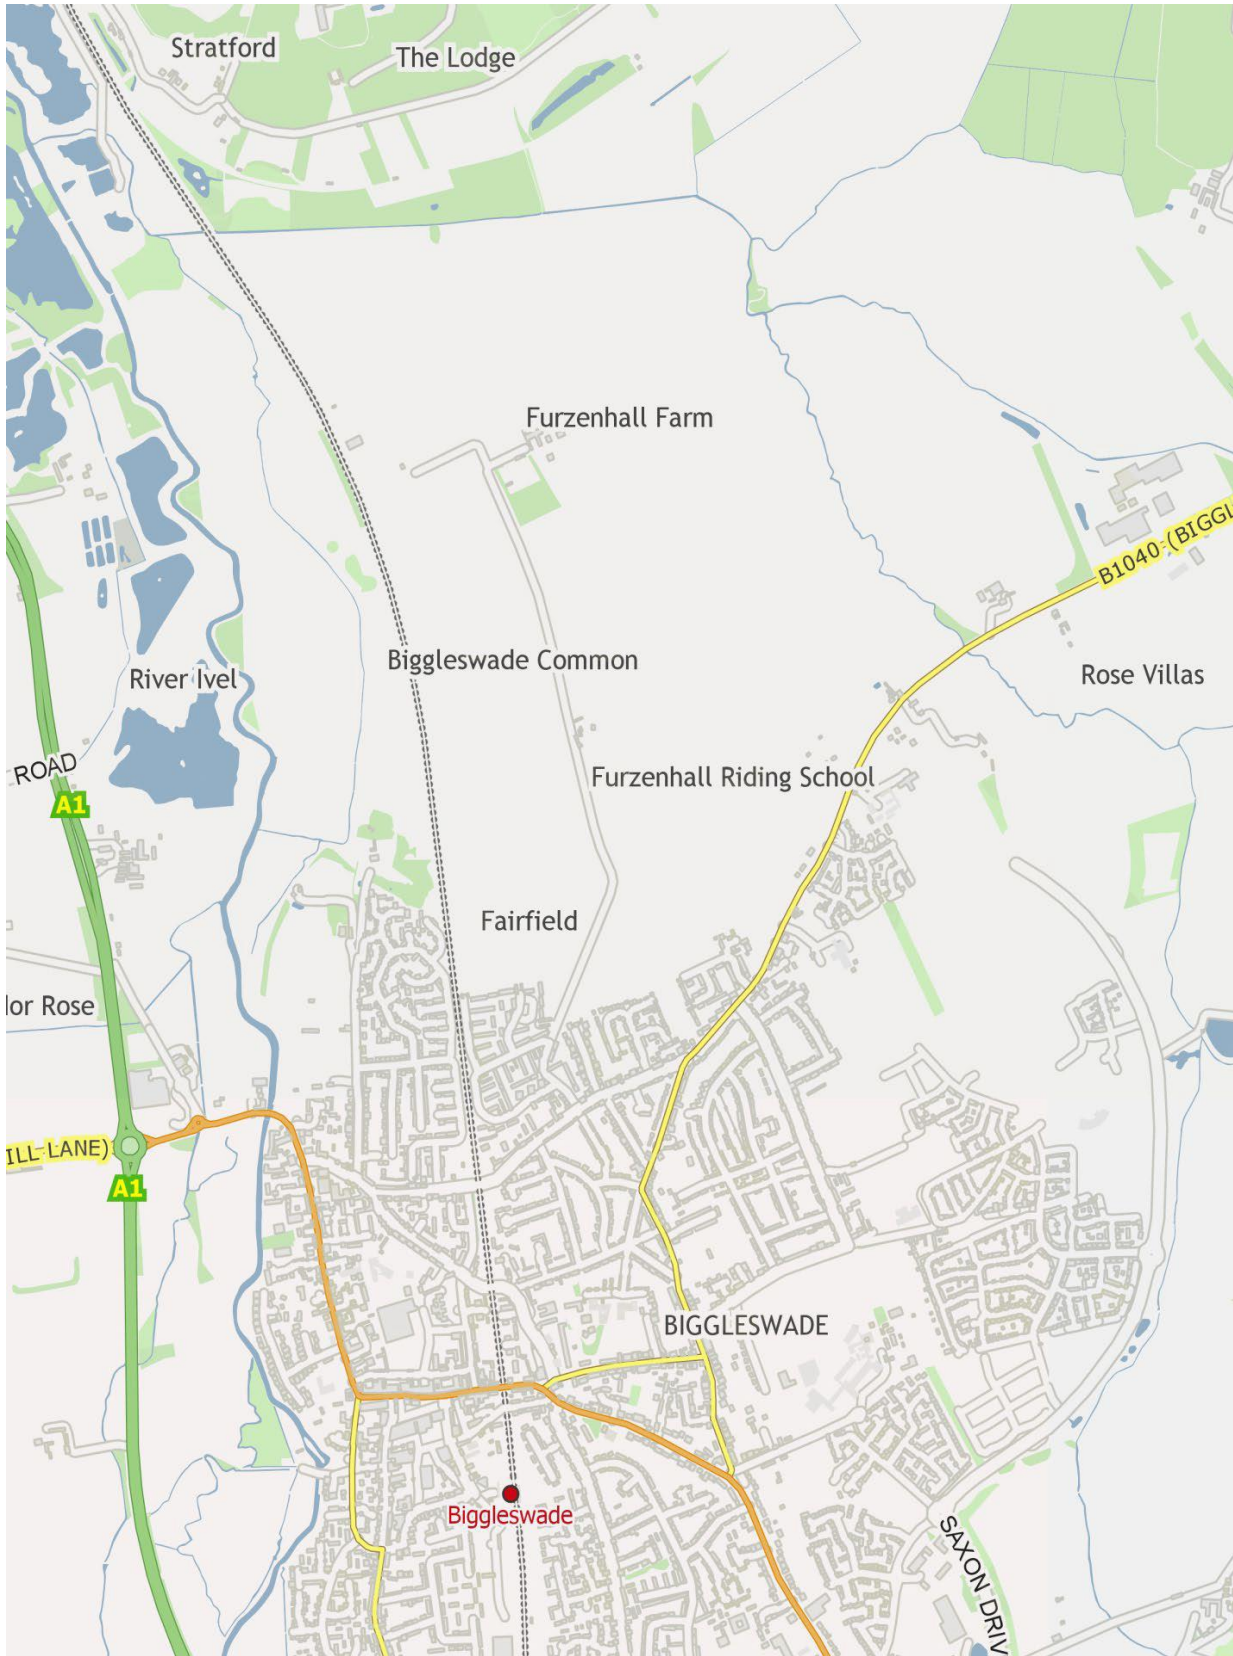 Stratford
The Lodge
Furzenhall Farm
B1040 (BIGGL
Biggleswade Common
River Ivel
Rose Villas
ROAD
Furzenhall Riding School
A1
Fairfield
lor Rose
ILL LANE)
A1
BIGGLESWADE
Biggleswade
SAXON DRIV